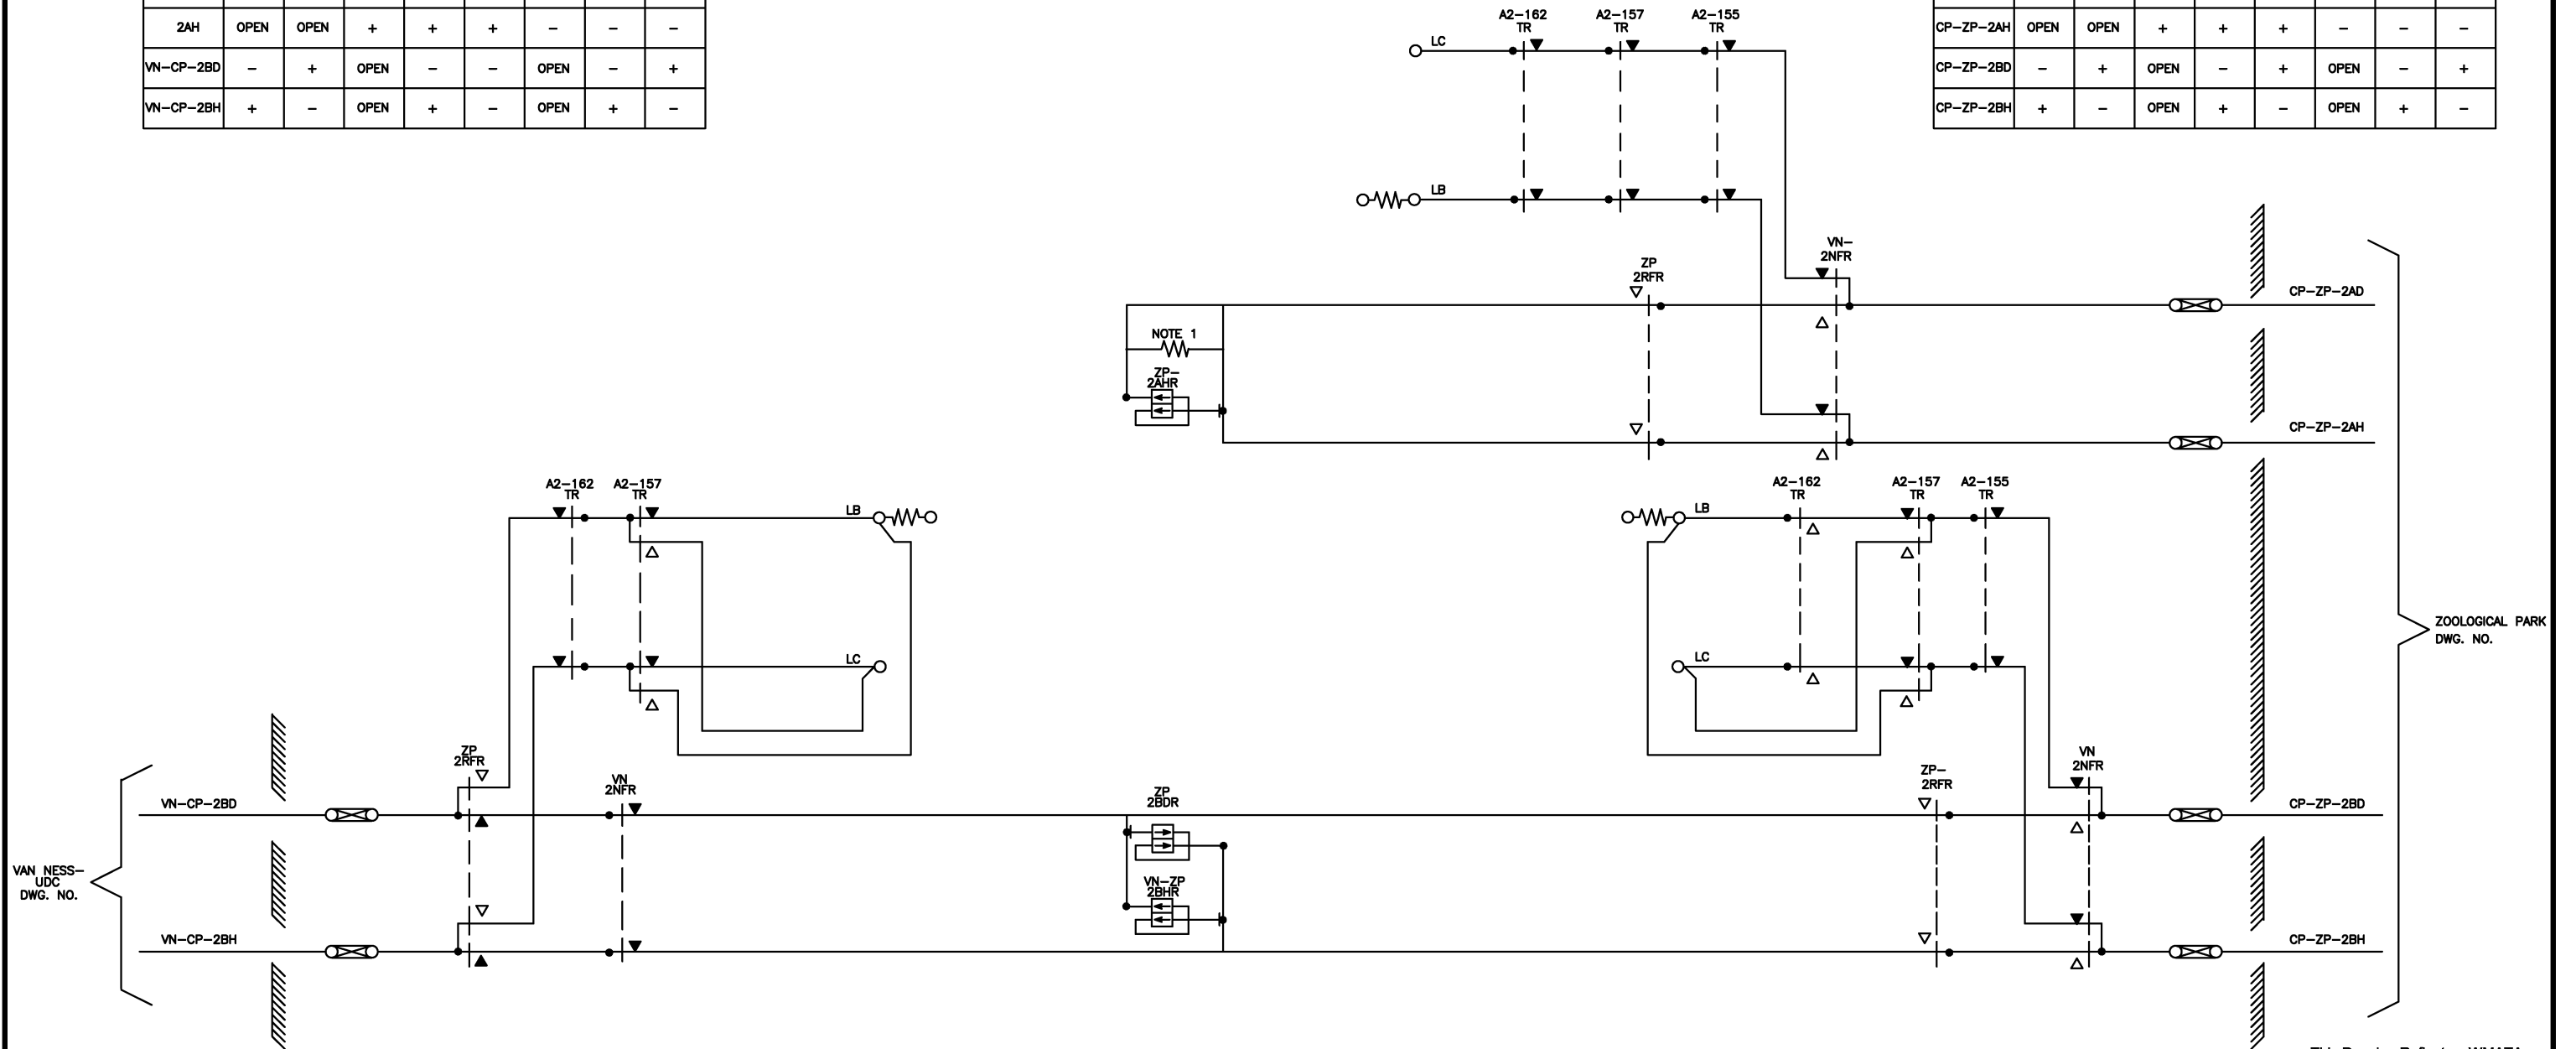 2AH OPEN OPEN + + + − − −
VN−CP−2BD − + OPEN − − OPEN − +
VN−CP−2BH + − OPEN + − OPEN + −
CP−ZP−2AH OPEN OPEN + + + − − −
CP−ZP−2BD − + OPEN − + OPEN − +
CP−ZP−2BH + − OPEN + − OPEN + −
A2−162 A2−157 A2−155
TR TR TR
LC
LB
VN−
2NFR
ZP
2RFR
CP−ZP−2AD
NOTE 1
ZP−
2AHR
CP−ZP−2AH
A2−162 A2−157
TR TR
LB
LC
A2−162 A2−157 A2−155
TR TR TR
LB
LC
ZOOLOGICAL PARK
DWG. NO.
ZP
2RFR
VN
2NFR
ZP
2BDR
ZP−
2RFR
VN
2NFR
VN−CP−2BD
CP−ZP−2BD
VAN NESS−
UDC
DWG. NO.
VN−ZP
2BHR
VN−CP−2BH
CP−ZP−2BH